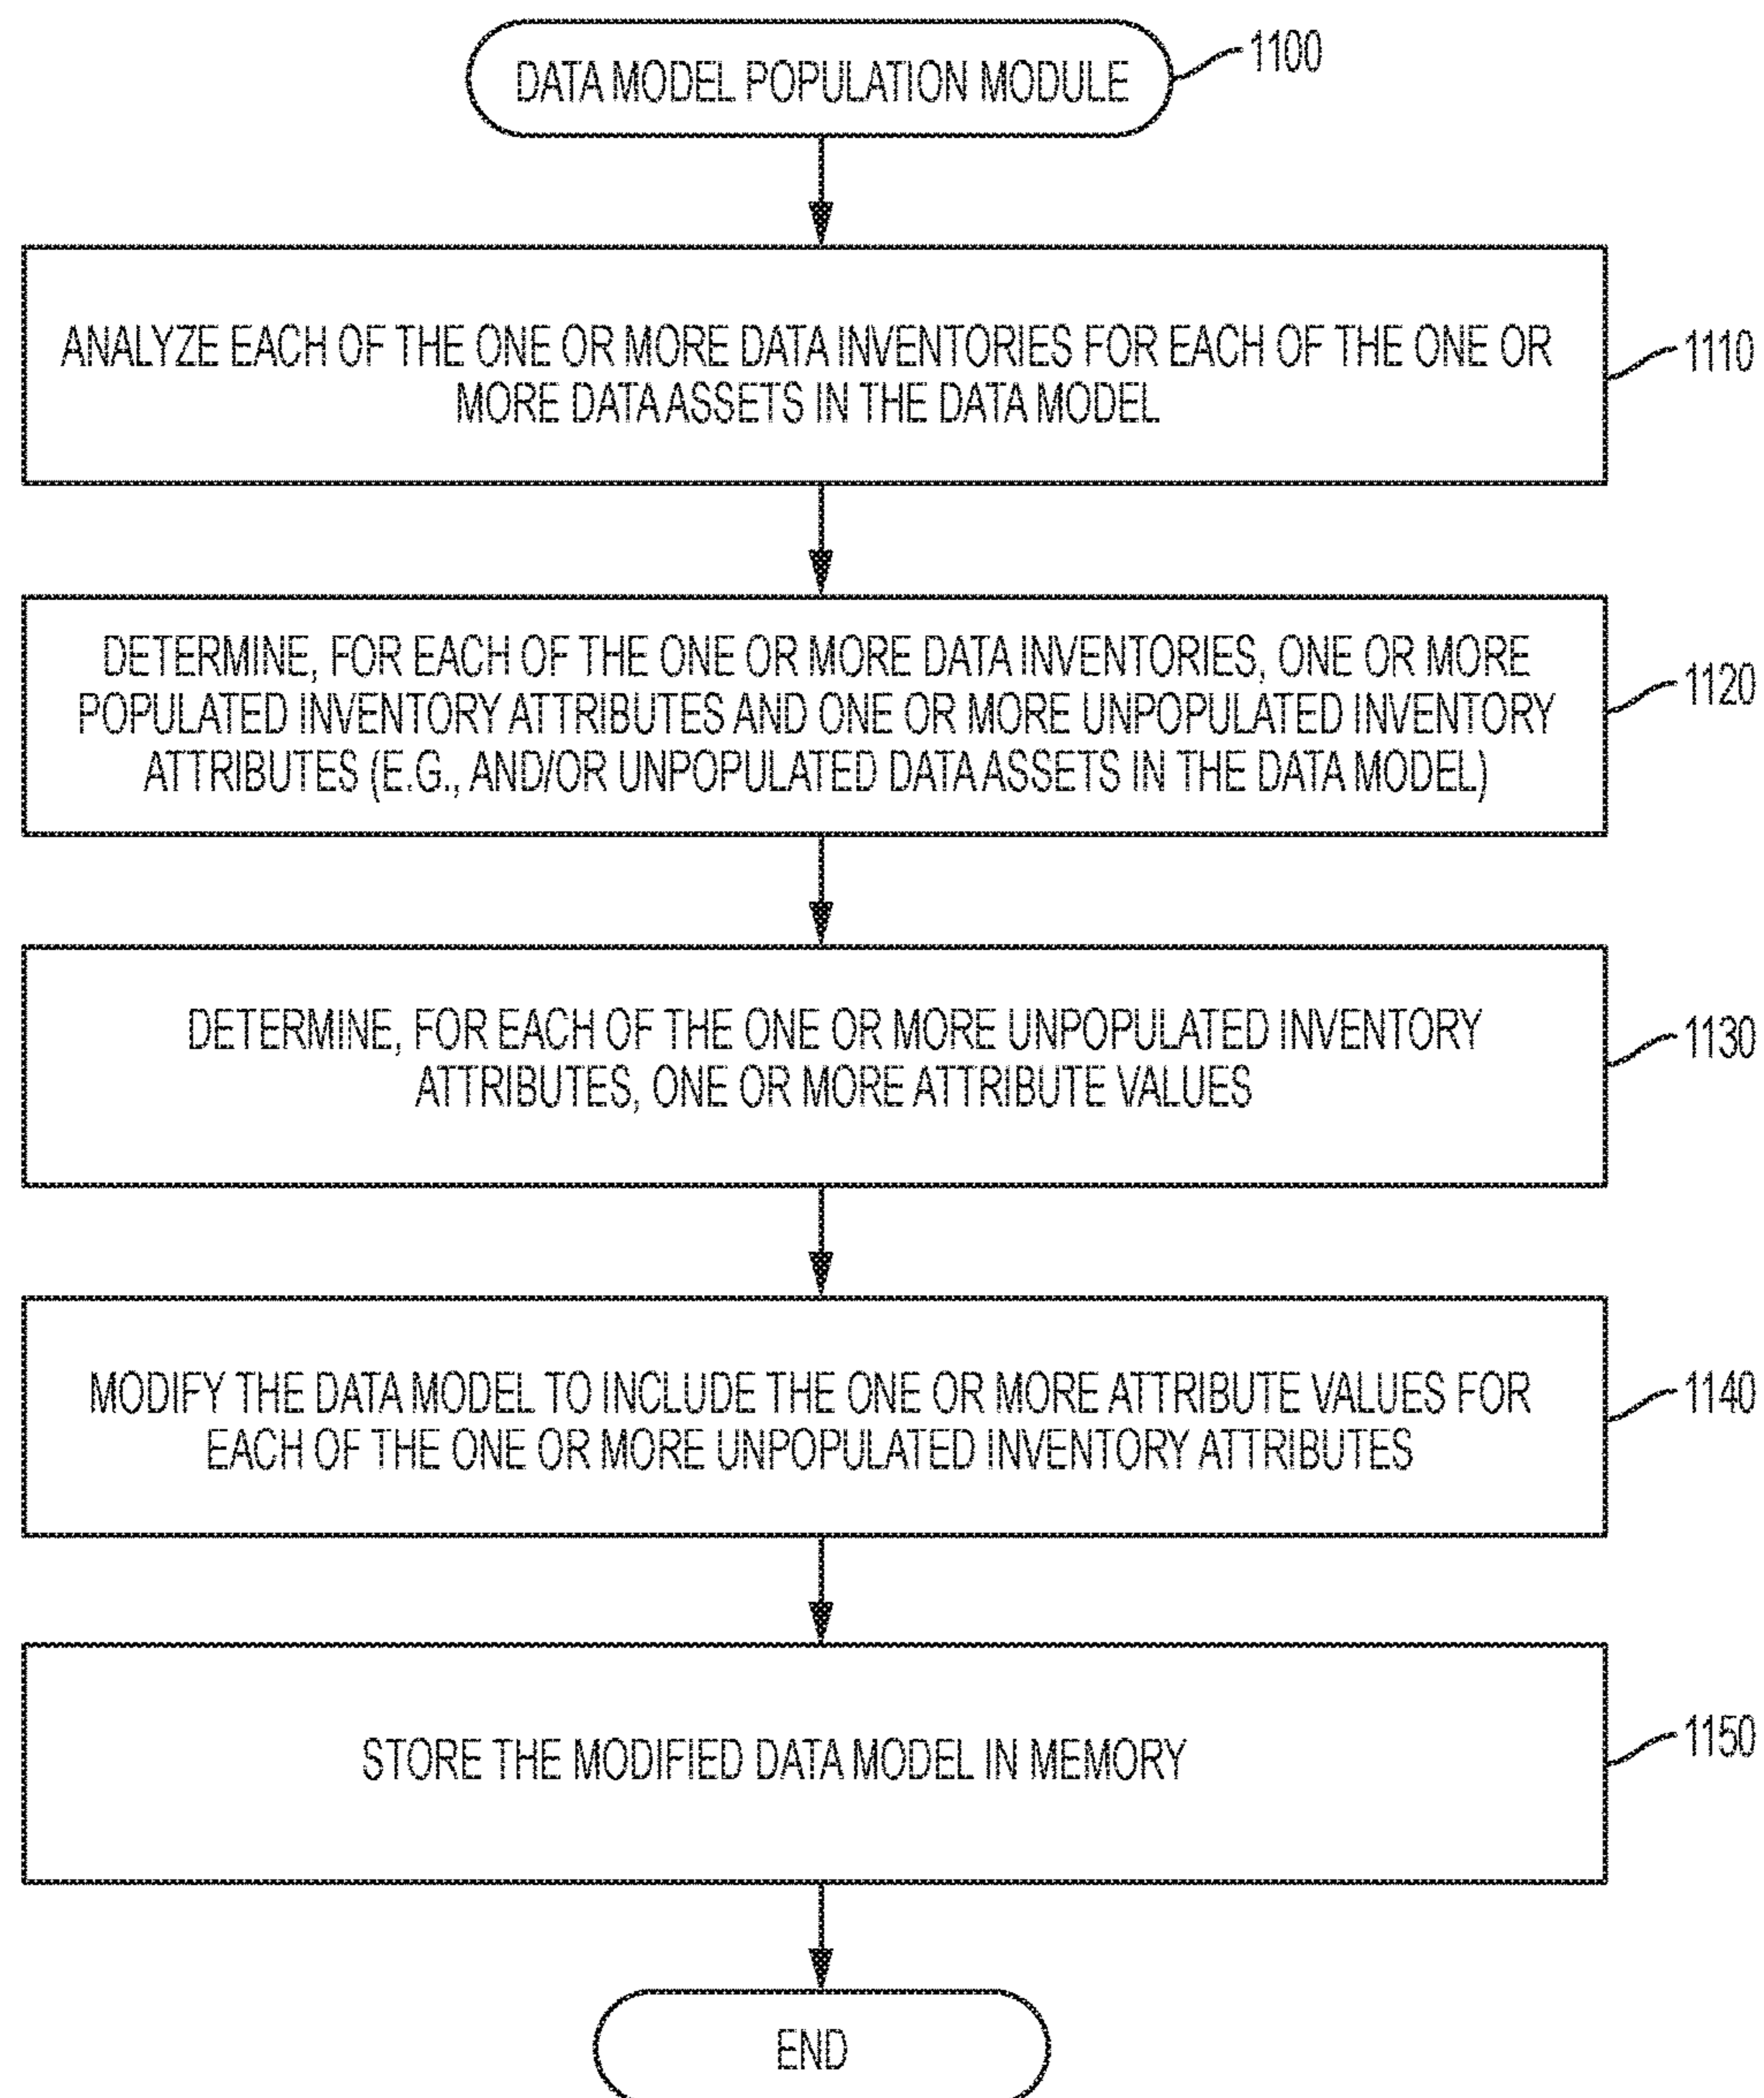 DATA MODEL POPULATION MODULE
1100
ANALYZE EACH OF THE ONE OR MORE DATA INVENTORIES FOR EACH OF THE ONE OR
MORE DATA ASSETS IN THE DATA MODEL
1110
DETERMINE, FOR EACH OF THE ONE OR MORE DATA INVENTORIES, ONE OR MORE
POPULATED INVENTORY ATTRIBUTES AND ONE OR MORE UNPOPULATED INVENTORY
ATTRIBUTES (E.G., AND/OR UNPOPULATED DATA ASSETS IN THE DATA MODEL)
1120
DETERMINE, FOR EACH OF THE ONE OR MORE UNPOPULATED INVENTORY
ATTRIBUTES, ONE OR MORE ATTRIBUTE VALUES
1130
MODIFY THE DATA MODEL TO INCLUDE THE ONE OR MORE ATTRIBUTE VALUES FOR
EACH OF THE ONE OR MORE UNPOPULATED INVENTORY ATTRIBUTES
1140
STORE THE MODIFIED DATA MODEL IN MEMORY
1150
END